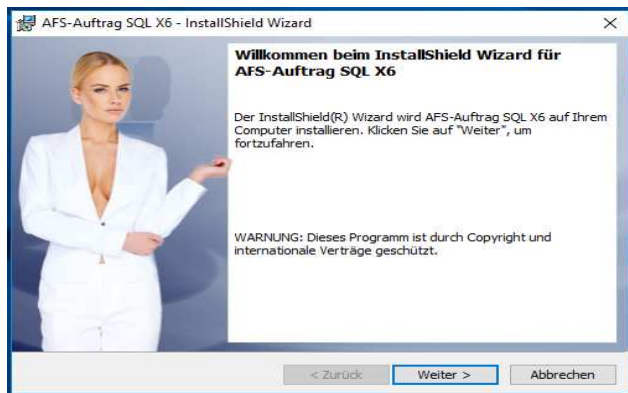 AFS-Auftrag SQL X6 - InstallShield Wizard
Willkommen beim InstallShield Wizard für
AFS-Auftrag SQL X6
Der InstallShield(R) Wizard wird AFS-Auftrag SQL X6 auf Ihrem
Computer installieren. Klicken Sie auf "Weiter", um
fortzufahren.
WARNUNG: Dieses Programm ist durch Copyright und
internationale Verträge geschützt.
< Zurück
Weiter >
Abbrechen